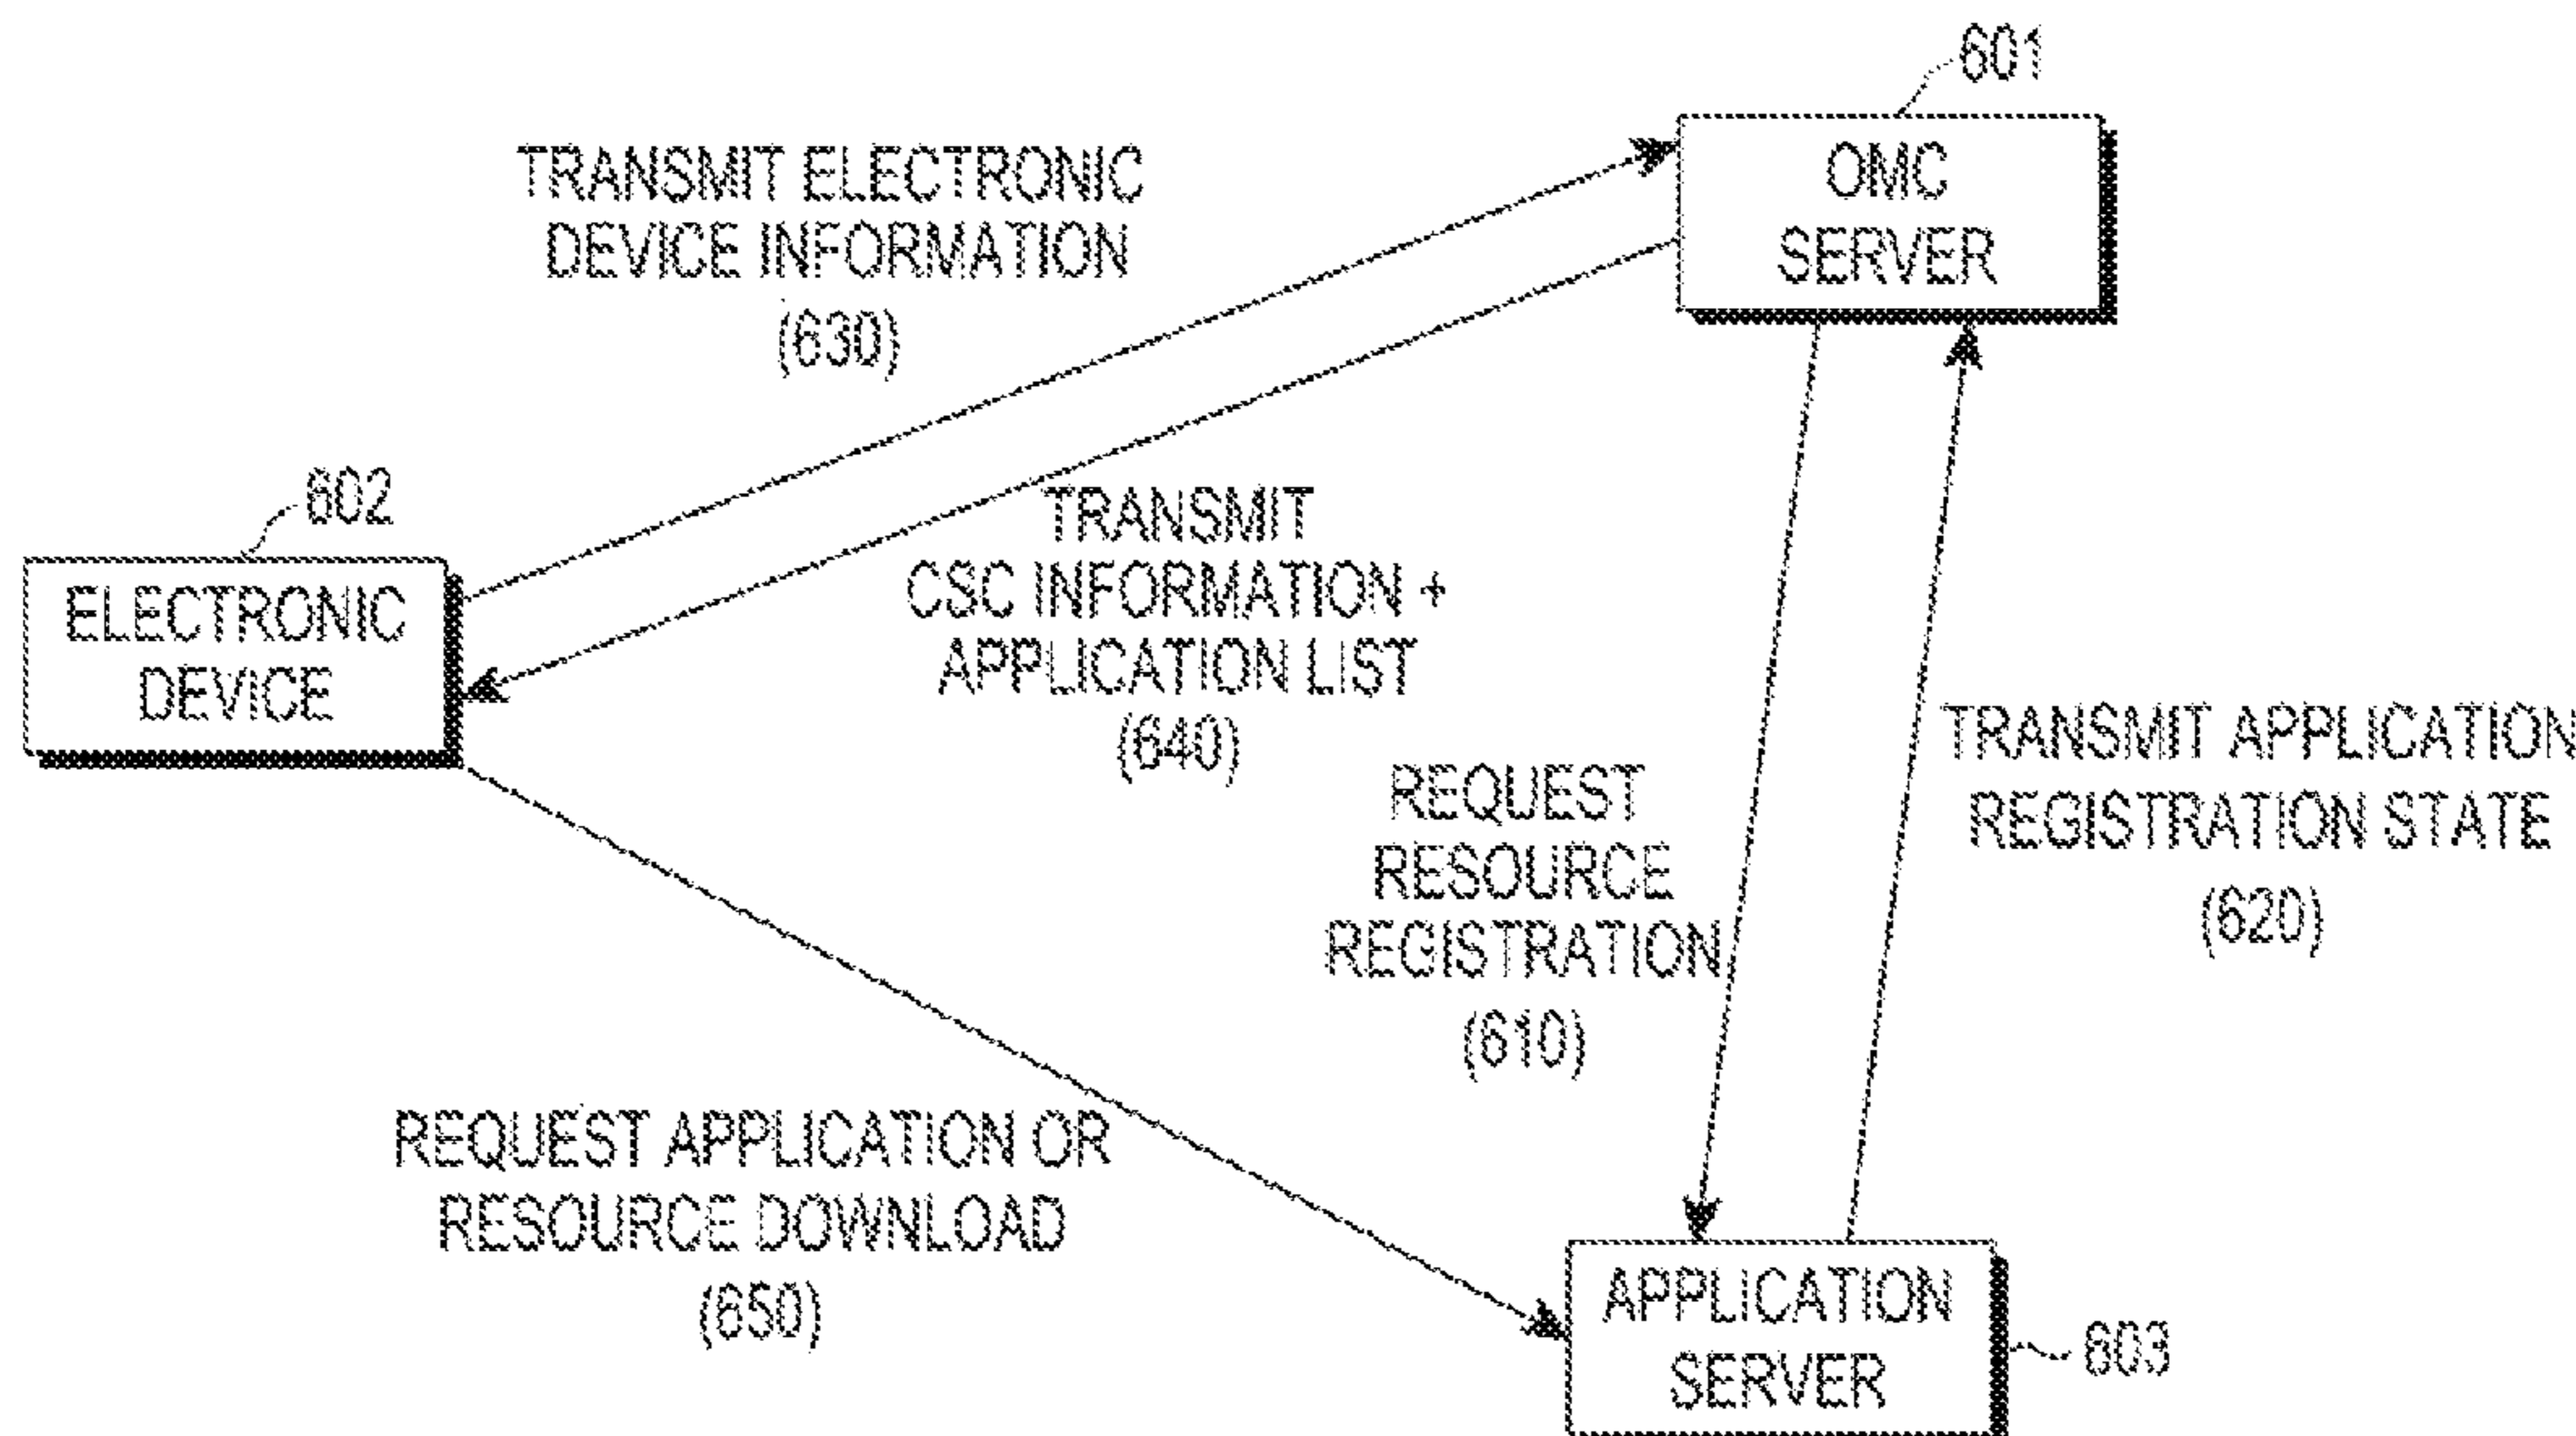 601
OMC
SERVER
TRANSMIT ELECTRONIC
DEVICE INFORMATION
(630)
602
ELECTRONIC
DEVICE
TRANSMIT
CSC INFORMATION +
APPLICATION LIST
(640)
REQUEST
RESOURCE
REGISTRATION
(610)
TRANSMIT APPLICATION
REGISTRATION STATE
(620)
REQUEST APPLICATION OR
RESOURCE DOWNLOAD
(650)
APPLICATION
SERVER
603